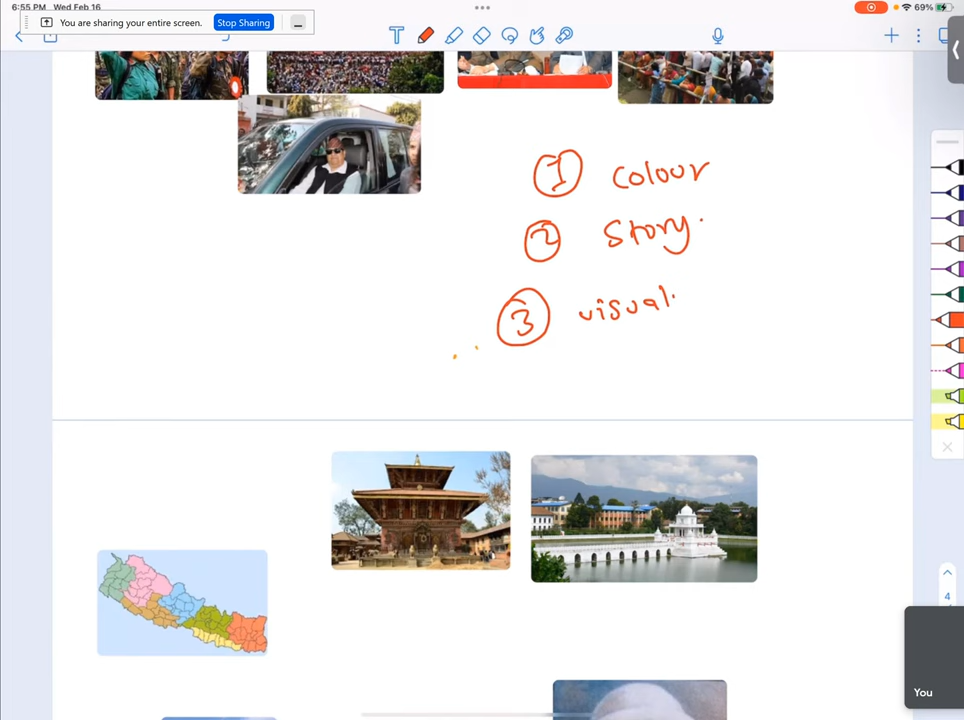 6:55 PM Wed Feb 16
69%
You are sharing your entire screen.
Stop Sharing
① colour
② Story.
③ visual.
4
You